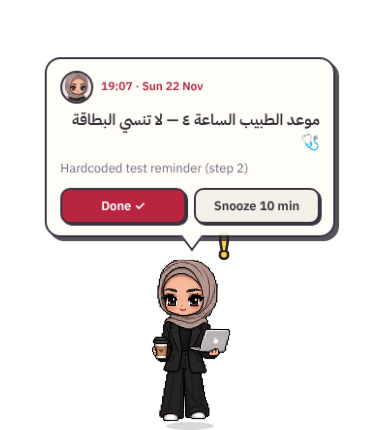 19:07 · Sun 22 Nov
موعد الطبيب الساعة ٤ — لا تنسي البطاقة
🩺
Hardcoded test reminder (step 2)
Done ✓
Snooze 10 min